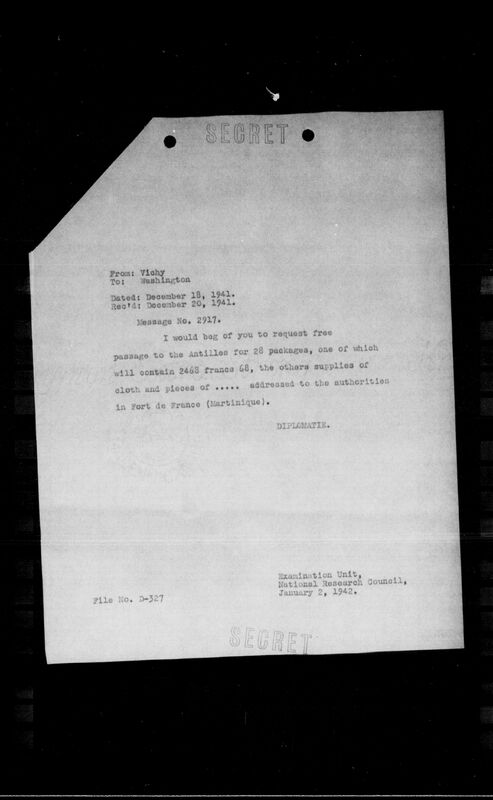 SECRET
From: Vichy
To: Washington
Dated: December 18, 1941.
Rec'd: December 20, 1941.
Message No. 2917.
I would beg of you to request free
passage to the Antilles for 28 packages, one of which
will contain 2468 francs 68, the others supplies of
cloth and pieces of ..... addressed to the authorities
in Fort de France (Martinique).
DIPLOMATIE.
Examination Unit,
National Research Council,
January 2, 1942.
File No. D-327
SECRET